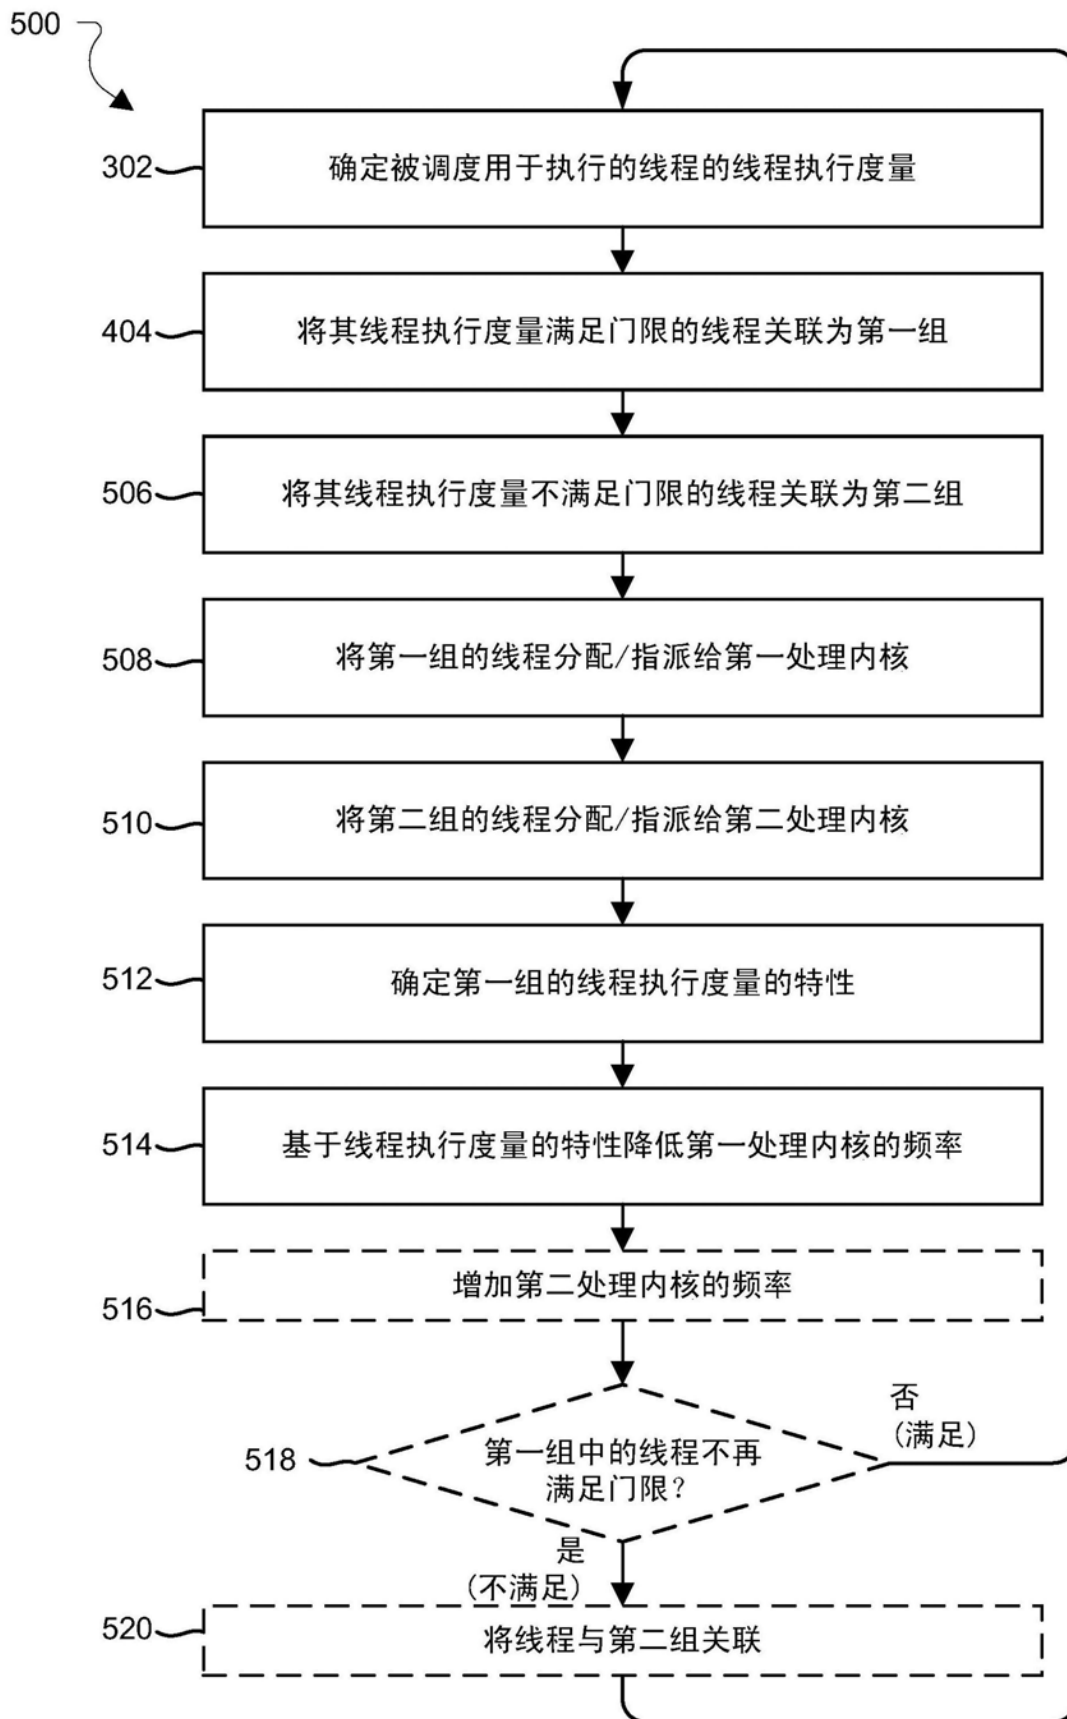 500
302
确定被调度用于执行的线程的线程执行度量
404
将其线程执行度量满足门限的线程关联为第一组
506
将其线程执行度量不满足门限的线程关联为第二组
508
将第一组的线程分配/指派给第一处理内核
510
将第二组的线程分配/指派给第二处理内核
512
确定第一组的线程执行度量的特性
514
基于线程执行度量的特性降低第一处理内核的频率
516
增加第二处理内核的频率
518
第一组中的线程不再
满足门限?
否
(满足)
是
(不满足)
520
将线程与第二组关联